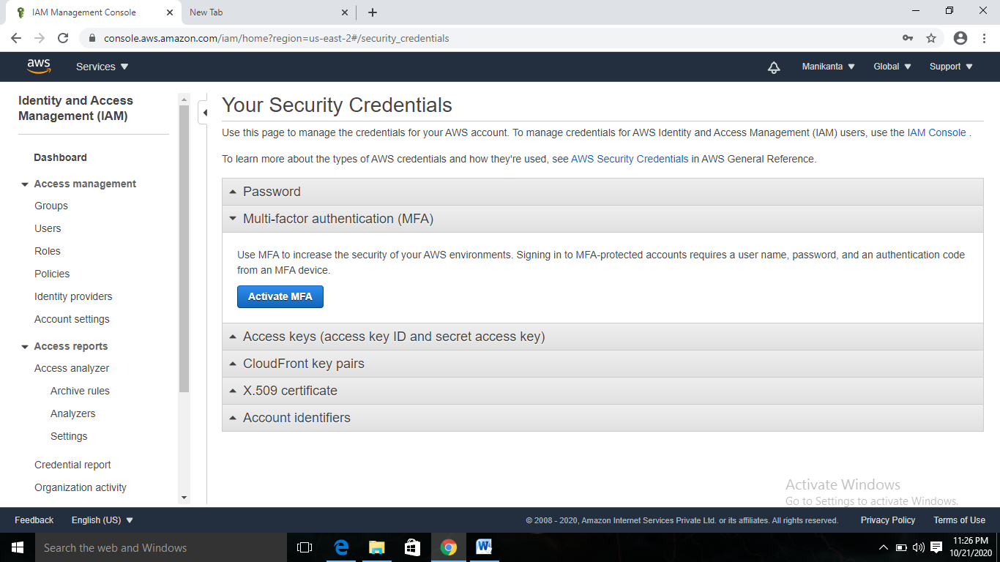 IAM Management Console
New Tab
console.aws.amazon.com/iam/home?region=us-east-2#/security_credentials
aws
Services
Manikanta
Global
Support
Identity and Access
Management (IAM)
Dashboard
Access management
Groups
Users
Roles
Policies
Identity providers
Account settings
Access reports
Access analyzer
Archive rules
Analyzers
Settings
Credential report
Organization activity
Your Security Credentials
Use this page to manage the credentials for your AWS account. To manage credentials for AWS Identity and Access Management (IAM) users, use the IAM Console .
To learn more about the types of AWS credentials and how they're used, see AWS Security Credentials in AWS General Reference.
Password
Multi-factor authentication (MFA)
Use MFA to increase the security of your AWS environments. Signing in to MFA-protected accounts requires a user name, password, and an authentication code
from an MFA device.
Activate MFA
Access keys (access key ID and secret access key)
CloudFront key pairs
X.509 certificate
Account identifiers
Activate Windows
Go to Settings to activate Windows.
Feedback
English (US)
© 2008 - 2020, Amazon Internet Services Private Ltd. or its affiliates. All rights reserved.
Privacy Policy
Terms of Use
Search the web and Windows
11:26 PM
10/21/2020